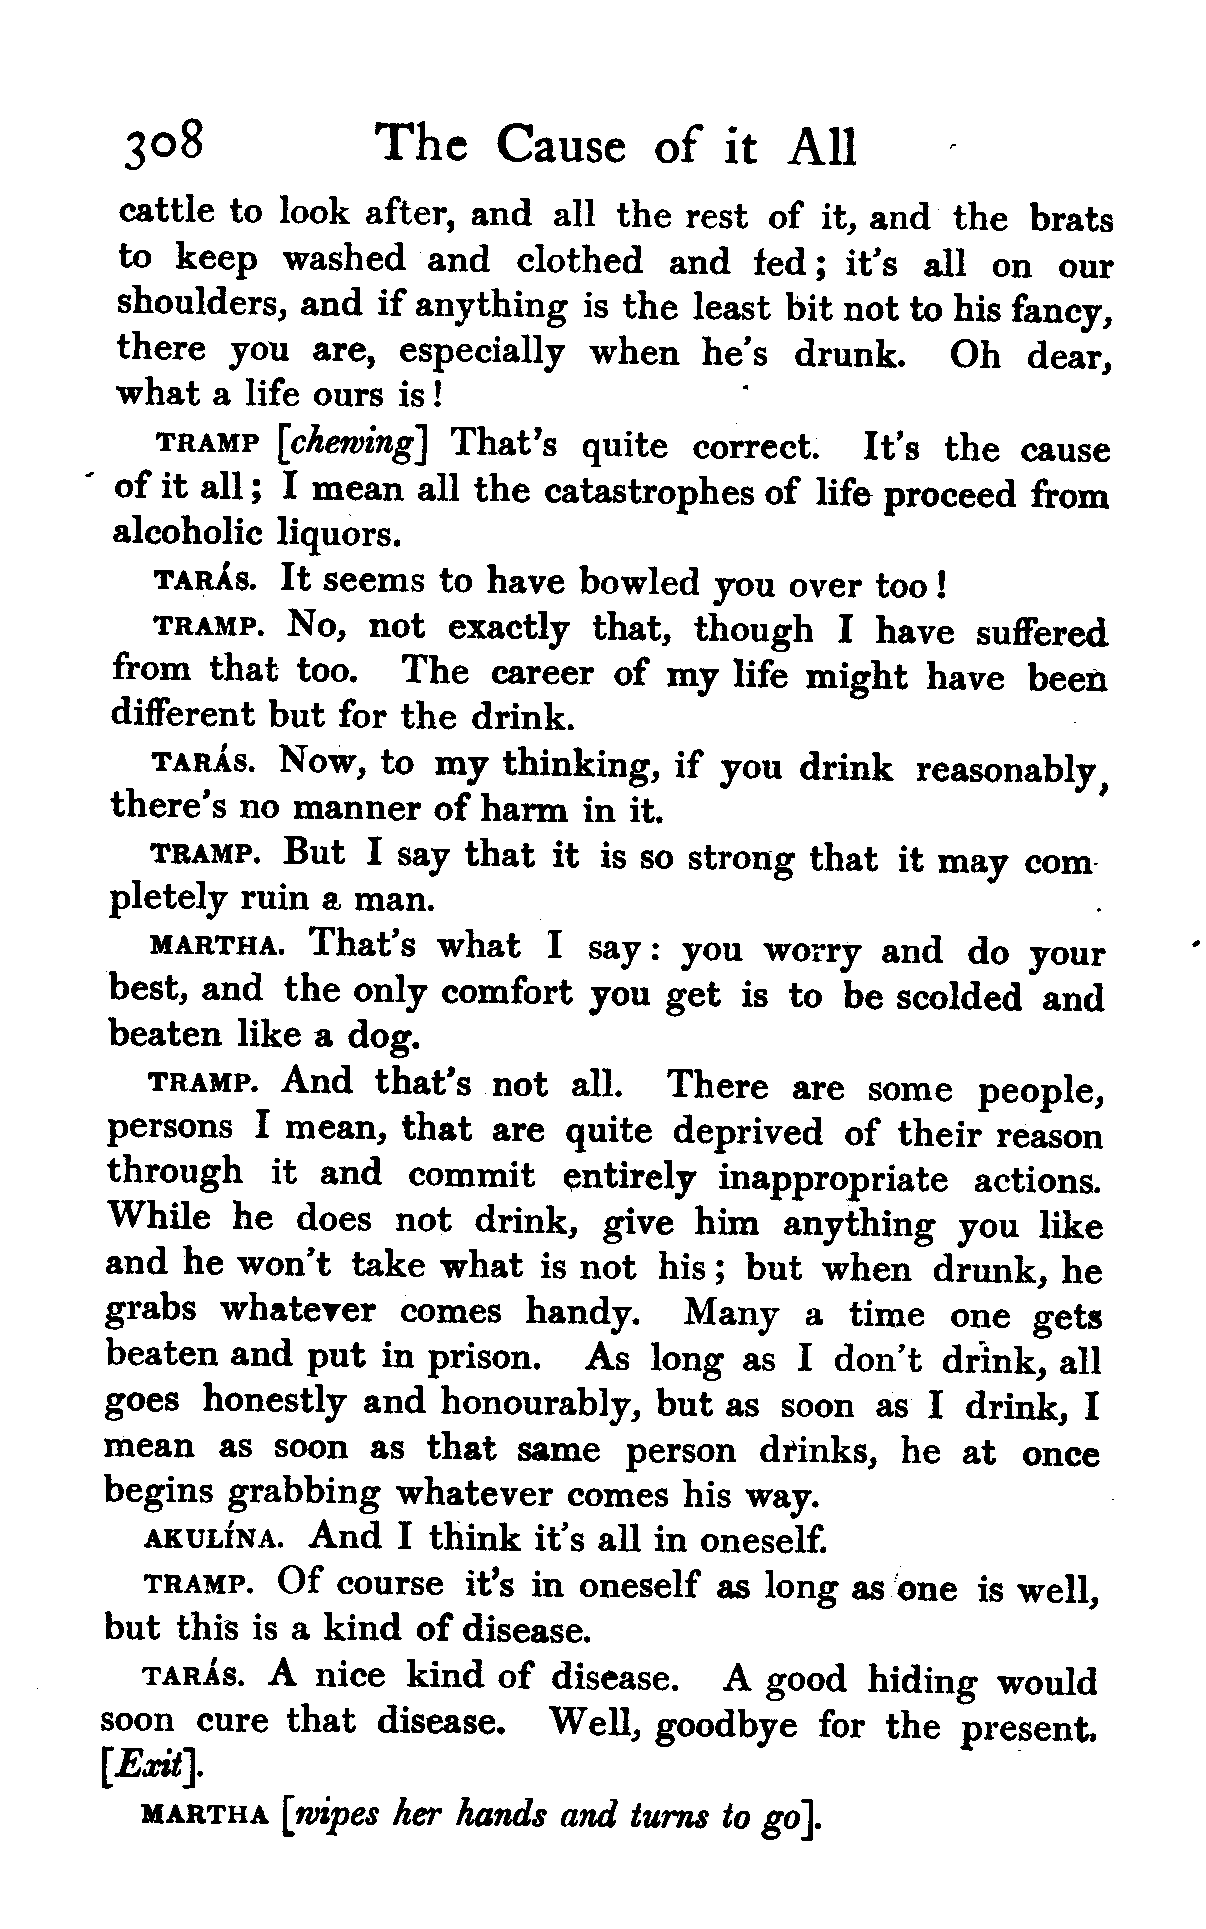 308 The Cause of it All
cattle to look after, and all the rest of it, and the brats
to keep washed and clothed and fed; it's all on our
shoulders, and if anything is the least bit not to his fancy,
there you are, especially when he's drunk. Oh dear,
what a life ours is!
TRAMP [chewing] That's quite correct. It's the cause
of it all; I mean all the catastrophes of life proceed from
alcoholic liquors.
TARÁS. It seems to have bowled you over too!
TRAMP. No, not exactly that, though I have suffered
from that too. The career of my life might have been
different but for the drink.
TARÁS. Now, to my thinking, if you drink reasonably,
there's no manner of harm in it.
TRAMP. But I say that it is so strong that it may com-
pletely ruin a man.
MARTHA. That's what I say: you worry and do your
best, and the only comfort you get is to be scolded and
beaten like a dog.
TRAMP. And that's not all. There are some people,
persons I mean, that are quite deprived of their reason
through it and commit entirely inappropriate actions.
While he does not drink, give him anything you like
and he won't take what is not his; but when drunk, he
grabs whatever comes handy. Many a time one gets
beaten and put in prison. As long as I don't drink, all
goes honestly and honourably, but as soon as I drink, I
mean as soon as that same person drinks, he at once
begins grabbing whatever comes his way.
AKULÍNA. And I think it's all in oneself.
TRAMP. Of course it's in oneself as long as one is well,
but this is a kind of disease.
TARÁS. A nice kind of disease. A good hiding would
soon cure that disease. Well, goodbye for the present.
[Exit].
MARTHA [wipes her hands and turns to go].